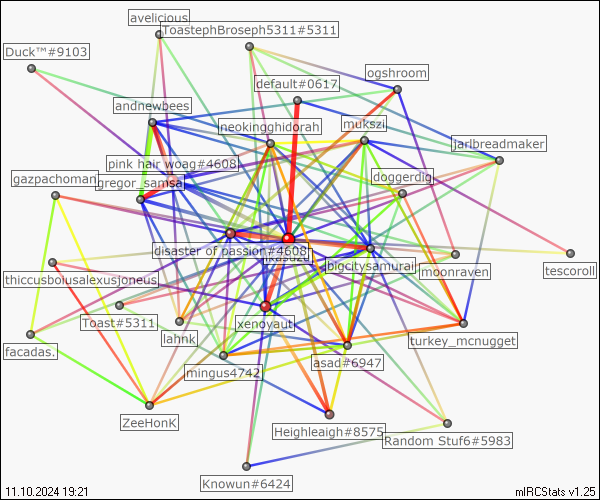 avelicious
ToastephBroseph5311#5311
Duck™#9103
ogshroom
default#0617
andnewbees
neokingghidorah
mukszi
jarlbreadmaker
pink hair woag#4608
gazpachoman
gregor_samsa
doggerdig
disaster of passion#4608
bigcitysamurai
moonraven
tescoroll
thiccusboiusalexusjoneus
Toast#5311
lahnk
xenoyaut
turkey_mcnugget
facadas.
mingus4742
asad#6947
ZeeHonK
Heighleigh#8575
Random Stuf6#5983
Knowun#6424
11.10.2024 19:21
mIRCStats v1.25